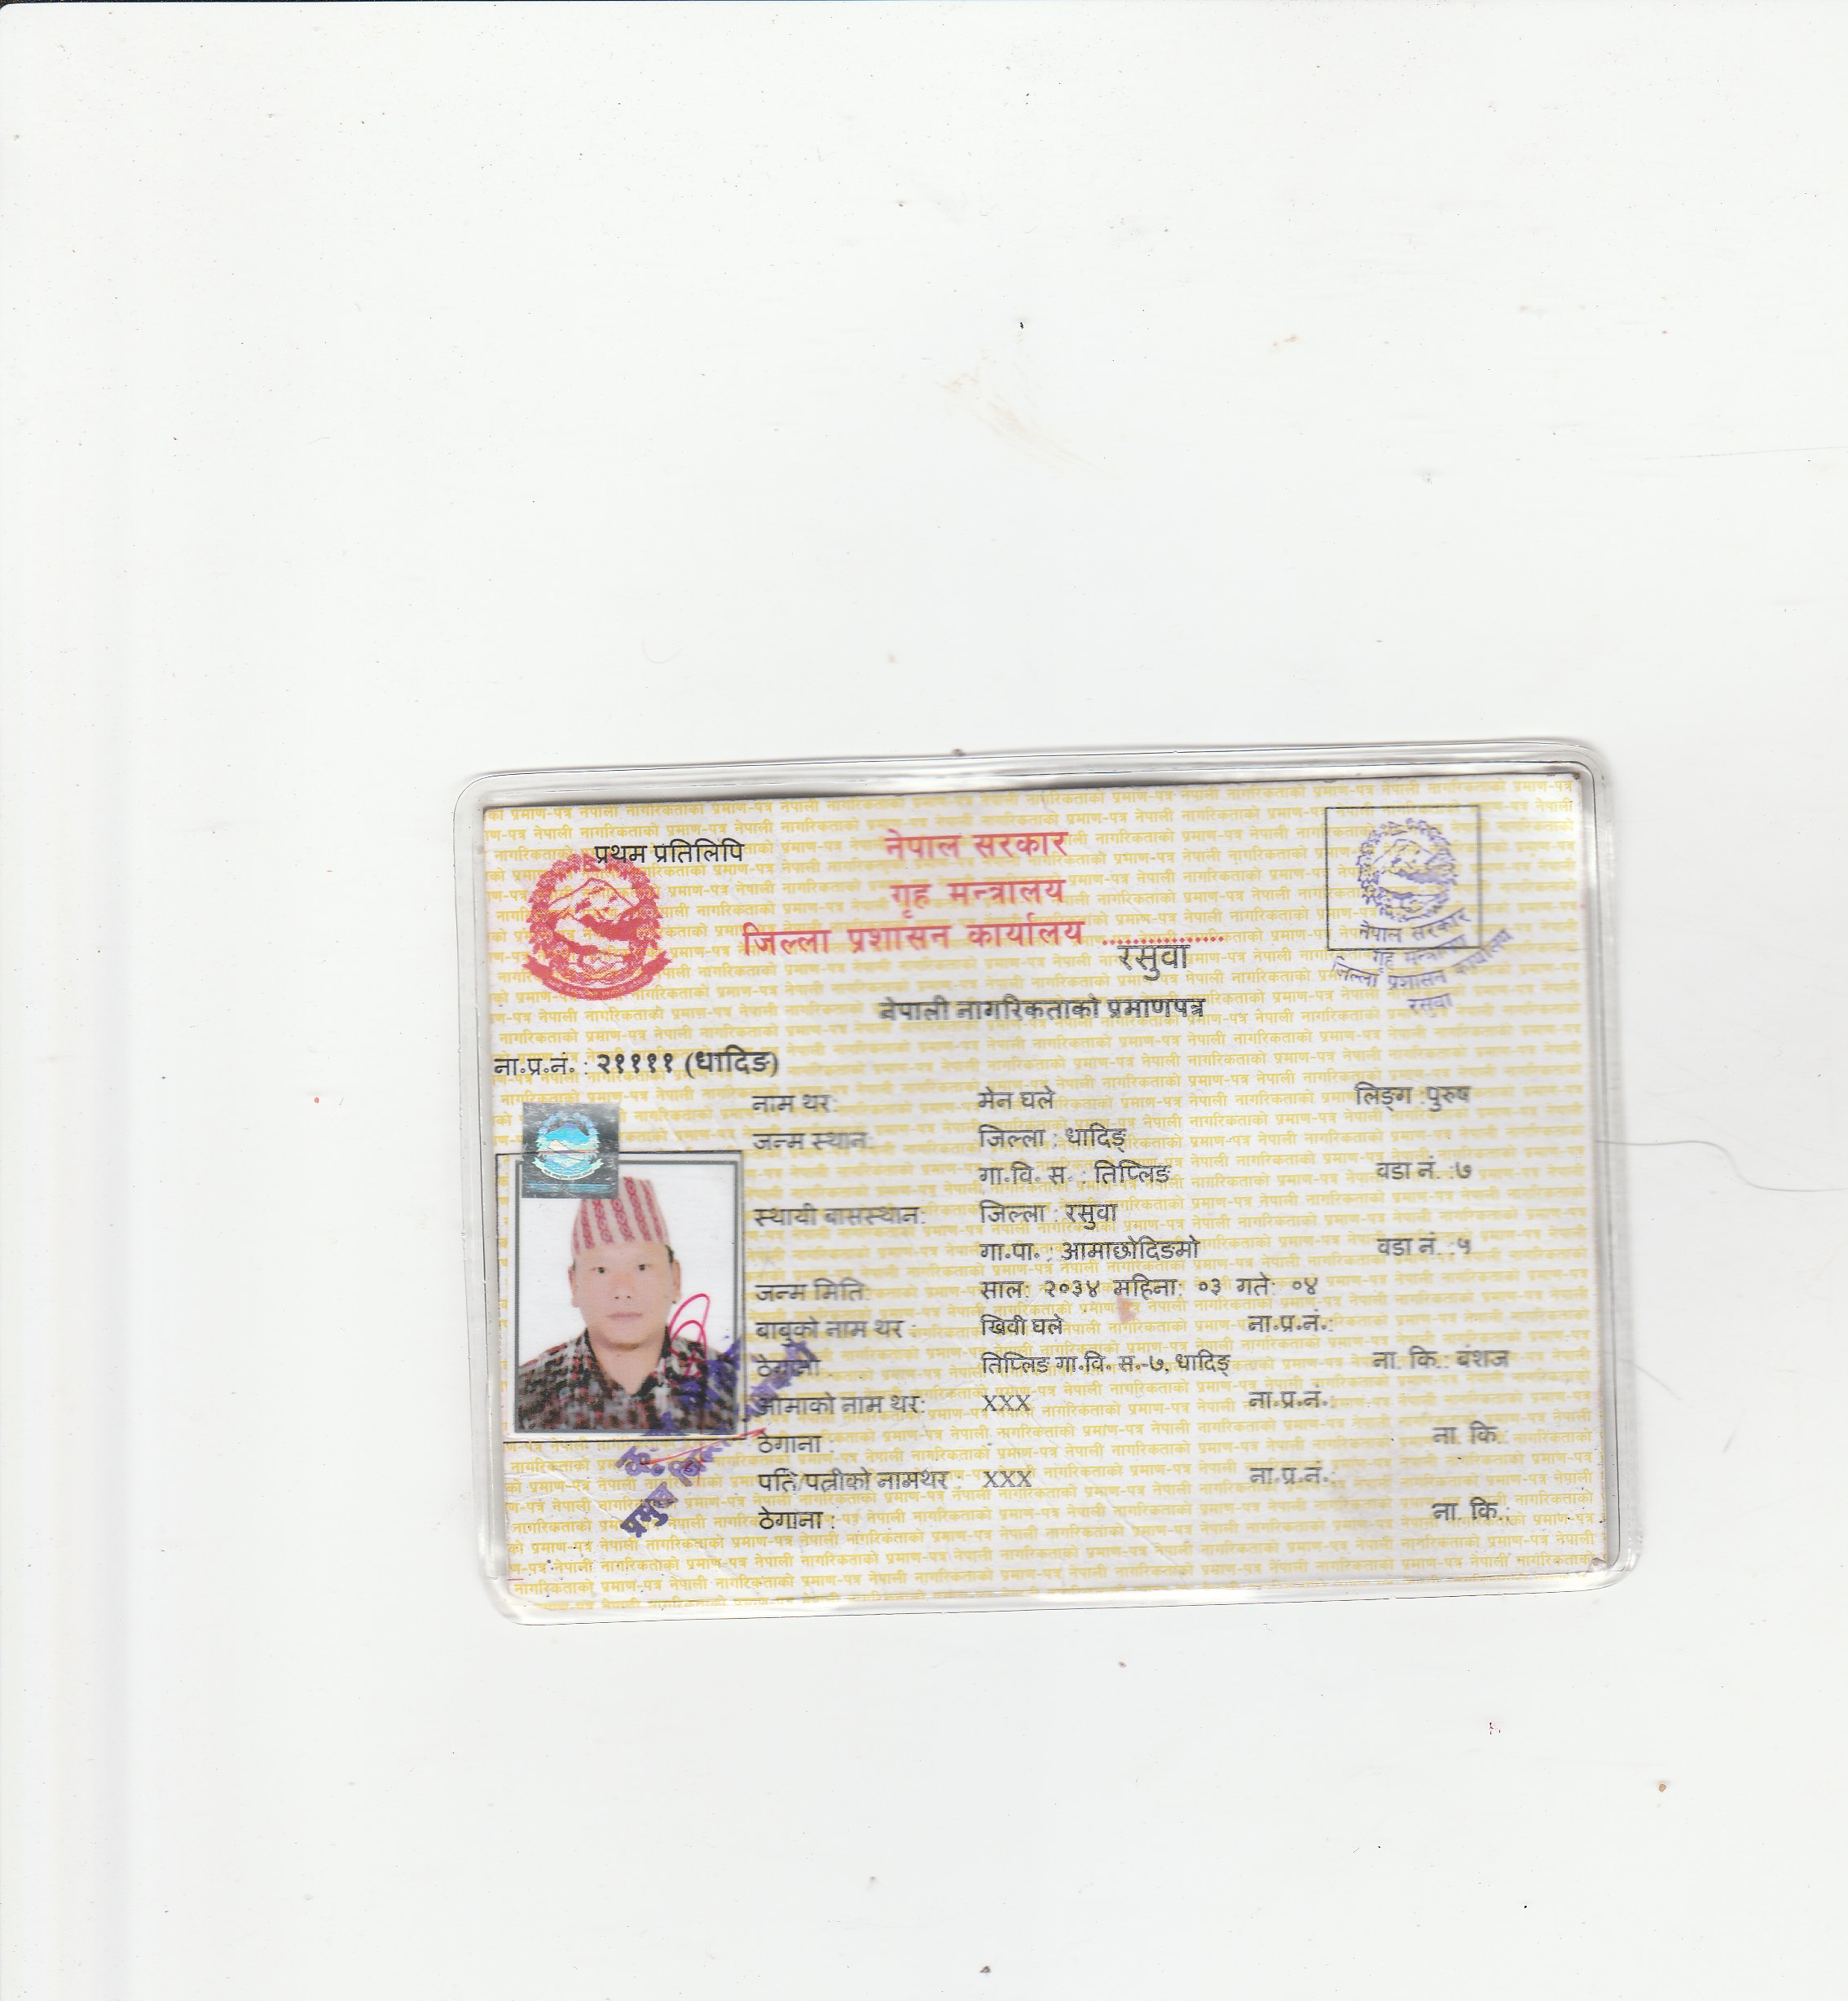 प्रथम प्रतिलिपि
नेपाल सरकार
गृह मन्त्रालय
जिल्ला प्रशासन कार्यालय ..................
रसुवा
नेपाल सरकार
गृह मन्त्रालय
जिल्ला प्रशासन कार्यालय
रसुवा
नेपाली नागरिकताको प्रमाणपत्र
ना.प्र.नं. : २११११ (धादिङ)
नाम थर: मेन घले लिङ्ग :पुरुष
जन्म स्थान: जिल्ला : धादिङ्
गा.वि. स. : तिप्लिङ वडा नं. :७
स्थायी बासस्थान: जिल्ला : रसुवा
गा.पा. : आमाछोदिङमो वडा नं. :५
जन्म मिति: साल: २०३४ महिना: ०३ गते: ०४
बाबुको नाम थर : खिवी घले ना.प्र.नं.:
ठेगाना तिप्लिङ गा.वि. स.-७, धादिङ् ना. कि.: बंशज
आमाको नाम थर: XXX ना.प्र.नं.:
ठेगाना : ना. कि.:
पति/पत्नीको नामथर : XXX ना.प्र.नं.:
ठेगाना : ना. कि.:
प्रमुख